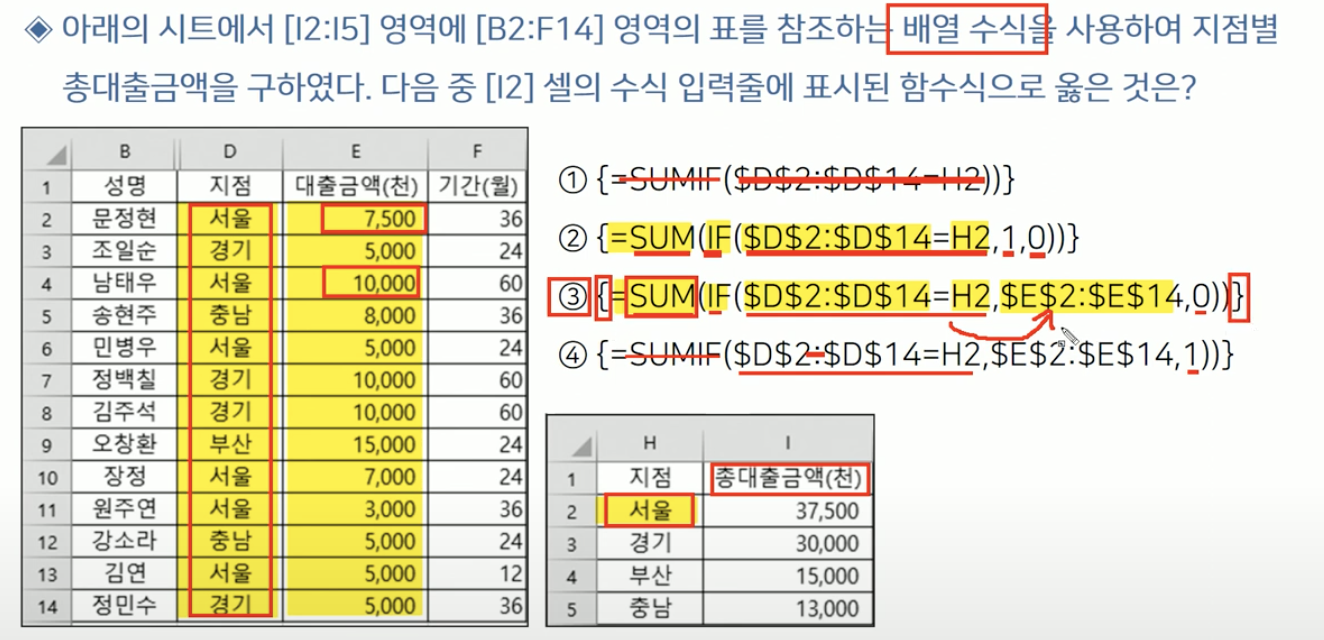 ◈ 아래의 시트에서 [I2:I5] 영역에 [B2:F14] 영역의 표를 참조하는 배열 수식을 사용하여 지점별
총대출금액을 구하였다. 다음 중 [I2] 셀의 수식 입력줄에 표시된 함수식으로 옳은 것은?
B D E F
1 성명 지점 대출금액(천) 기간(월)
2 문정현 서울 7,500 36
3 조일순 경기 5,000 24
4 남태우 서울 10,000 60
5 송현주 충남 8,000 36
6 민병우 서울 5,000 24
7 정백칠 경기 10,000 60
8 김주석 경기 10,000 60
9 오창환 부산 15,000 24
10 장정 서울 7,000 24
11 원주연 서울 3,000 36
12 강소라 충남 5,000 24
13 김연 서울 5,000 12
14 정민수 경기 5,000 36
① {=SUMIF($D$2:$D$14=H2))}
② {=SUM(IF($D$2:$D$14=H2,1,0))}
③ {=SUM(IF($D$2:$D$14=H2,$E$2:$E$14,0))}
④ {=SUMIF($D$2:$D$14=H2,$E$2:$E$14,1))}
H I
1 지점 총대출금액(천)
2 서울 37,500
3 경기 30,000
4 부산 15,000
5 충남 13,000